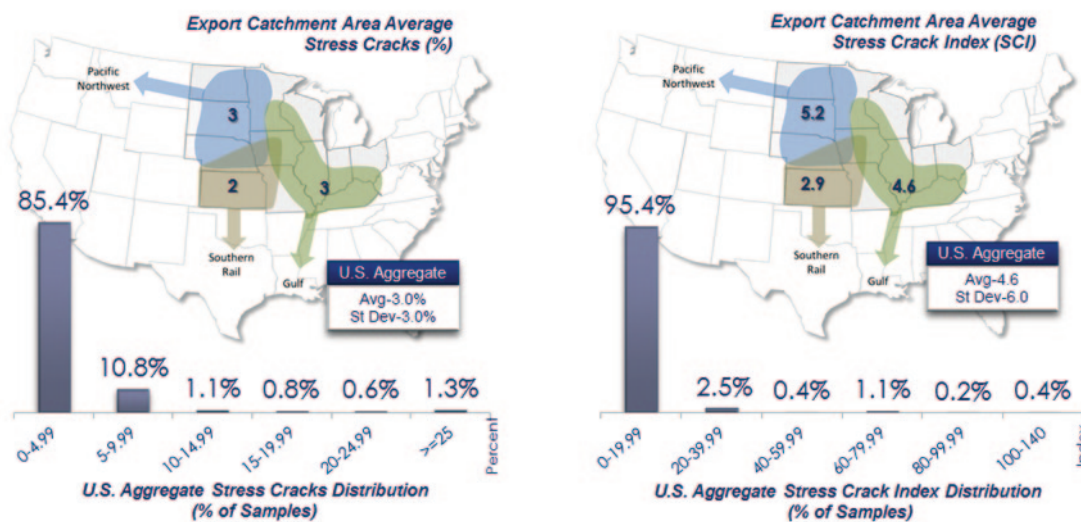 Export Catchment Area Average
Stress Cracks (%)
Pacific
Northwest
3
2
3
85.4%
Southern
Rail
Gulf
U.S. Aggregate
Avg-3.0%
St Dev-3.0%
10.8%
1.1%
0.8%
0.6%
1.3%
0-4.99
5-9.99
10-14.99
15-19.99
20-24.99
>=25
Percent
U.S. Aggregate Stress Cracks Distribution
(% of Samples)
Export Catchment Area Average
Stress Crack Index (SCI)
Pacific
Northwest
5.2
2.9
4.6
95.4%
Southern
Rail
Gulf
U.S. Aggregate
Avg-4.6
St Dev-6.0
2.5%
0.4%
1.1%
0.2%
0.4%
0-19.99
20-39.99
40-59.99
60-79.99
80-99.99
100-140
Index
U.S. Aggregate Stress Crack Index Distribution
(% of Samples)